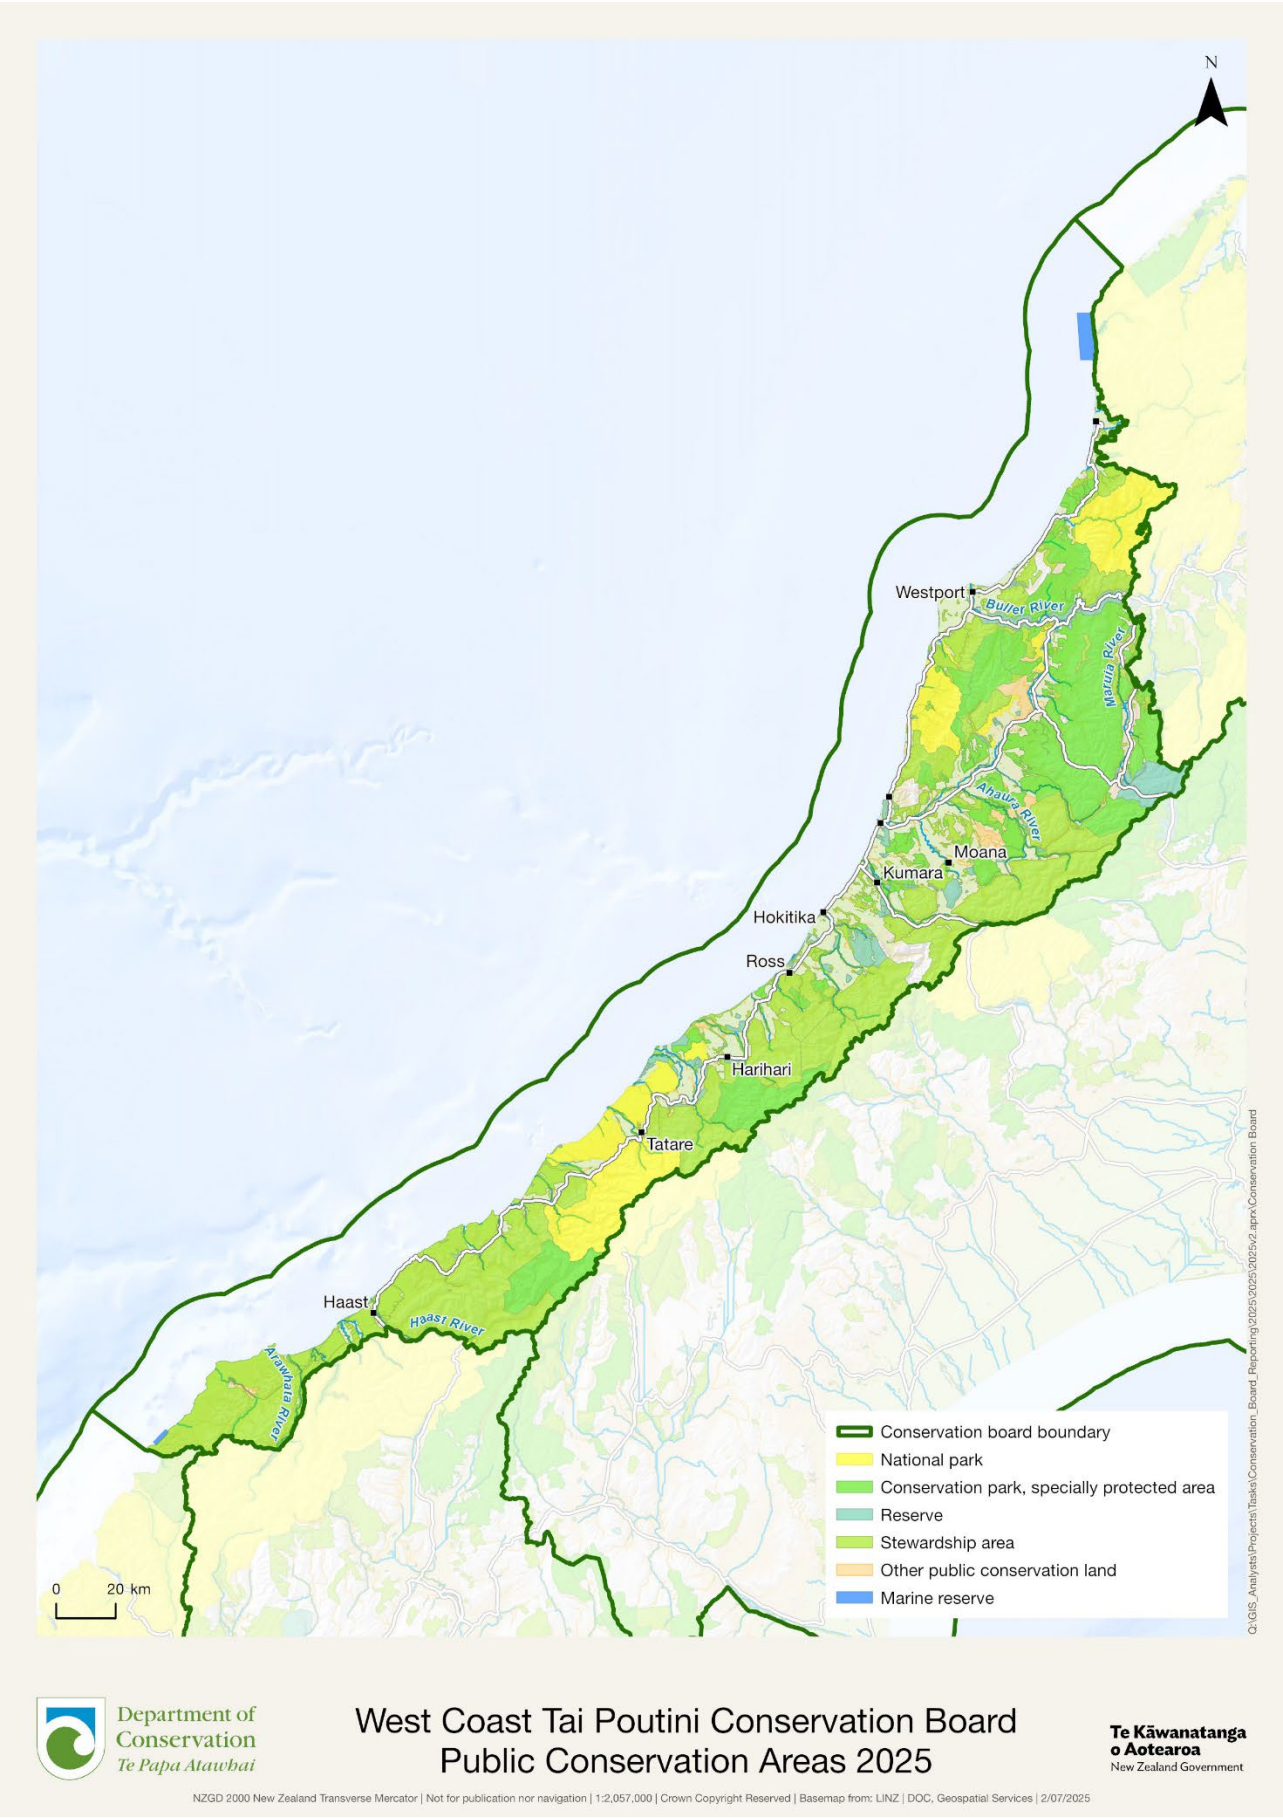 N
Westport
Buller River
Maruia River
Ahaura River
Moana
Kumara
Hokitika
Ross
Harihari
Tatare
Haast
Haast River
Arawhata River
Conservation board boundary
National park
Conservation park, specially protected area
Reserve
Stewardship area
Other public conservation land
Marine reserve
0 20 km
Q:\GIS_Analysts\Projects\Tasks\Conservation_Board_Reporting\2025\2025\2025v2.aprx\Conservation Board
Department of
Conservation
Te Papa Atawhai
West Coast Tai Poutini Conservation Board
Public Conservation Areas 2025
Te Kāwanatanga
o Aotearoa
New Zealand Government
NZGD 2000 New Zealand Transverse Mercator | Not for publication nor navigation | 1:2,057,000 | Crown Copyright Reserved | Basemap from: LINZ | DOC, Geospatial Services | 2/07/2025